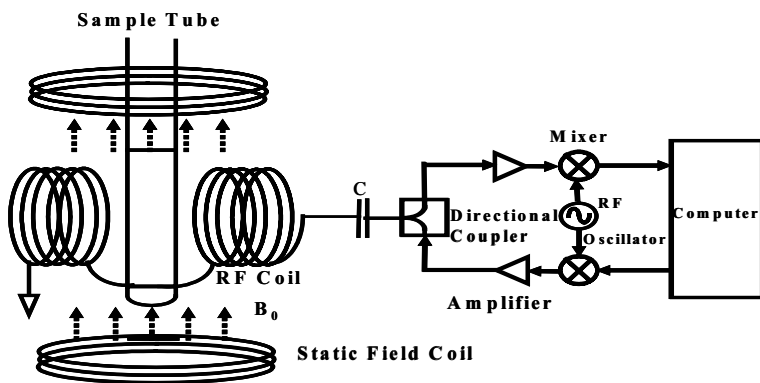 Sample Tube
Mixer
C
RF
Directional
Coupler
Oscillator
Computer
RF Coil
Amplifier
B0
Static Field Coil